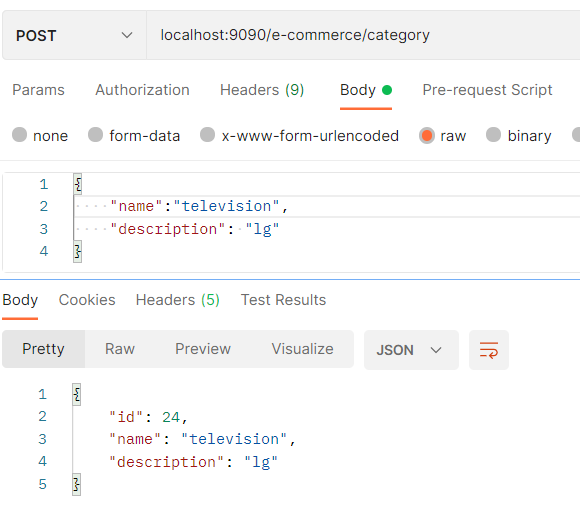 POST localhost:9090/e-commerce/category
Params Authorization Headers (9) Body Pre-request Script
none form-data x-www-form-urlencoded raw binary
1 {
2 ····"name":"television",
3 ····"description": "lg"
4 }
Body Cookies Headers (5) Test Results
Pretty Raw Preview Visualize JSON
1 {
2 "id": 24,
3 "name": "television",
4 "description": "lg"
5 }